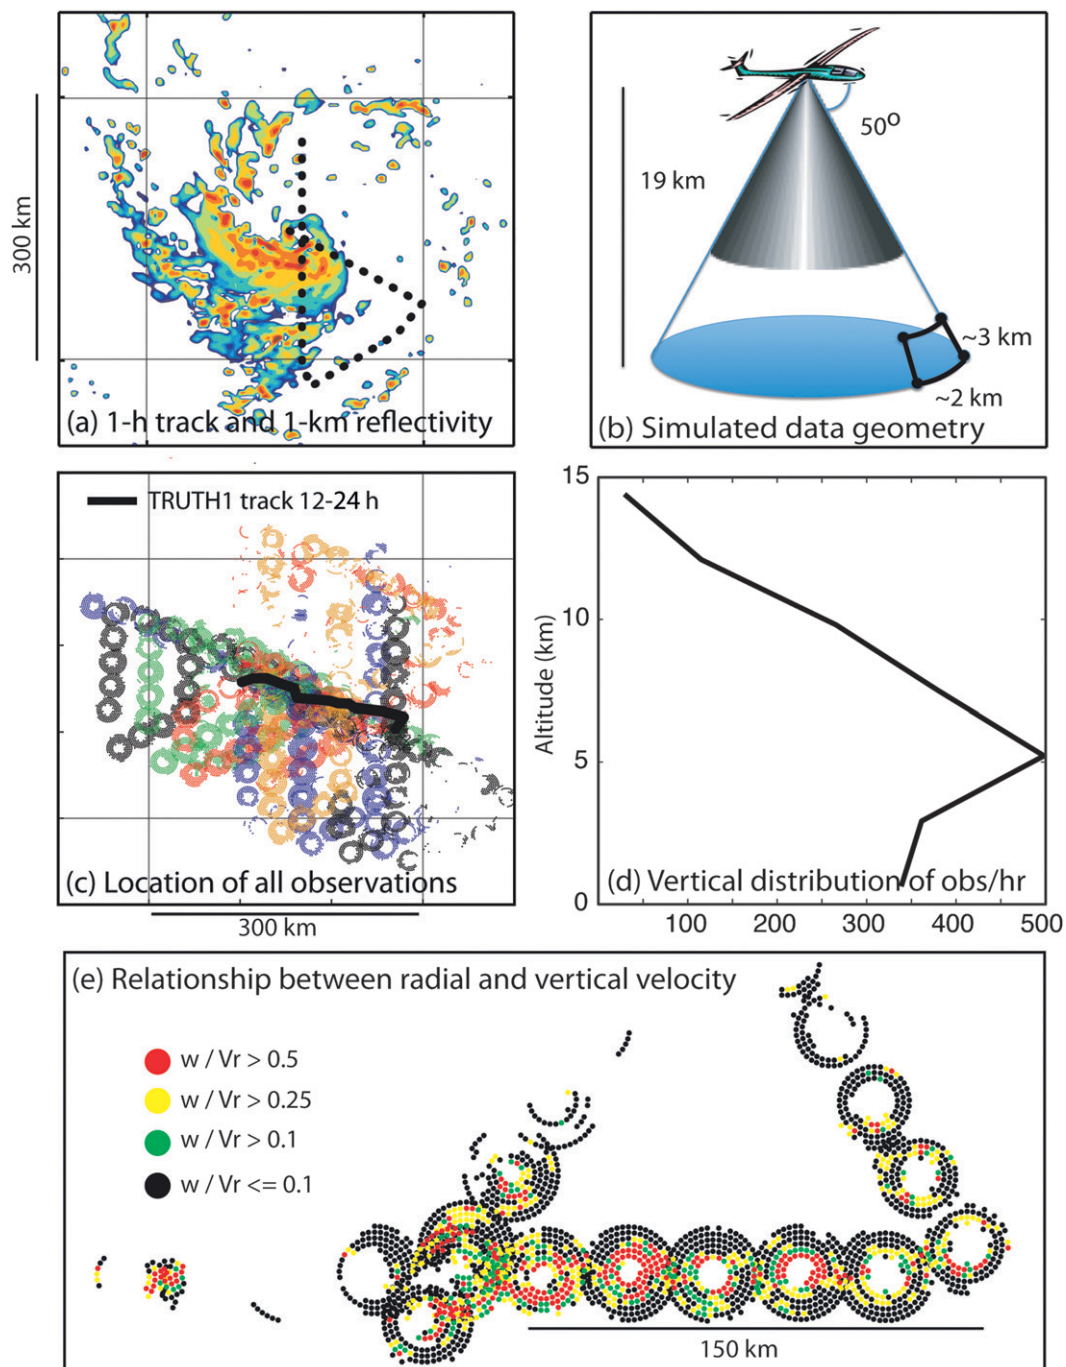 300 km
(a) 1-h track and 1-km reflectivity
50o
19 km
~3 km
~2 km
(b) Simulated data geometry
TRUTH1 track 12-24 h
(c) Location of all observations
300 km
15
10
5
0
Altitude (km)
(d) Vertical distribution of obs/hr
100 200 300 400 500
(e) Relationship between radial and vertical velocity
w / Vr > 0.5
w / Vr > 0.25
w / Vr > 0.1
w / Vr <= 0.1
150 km